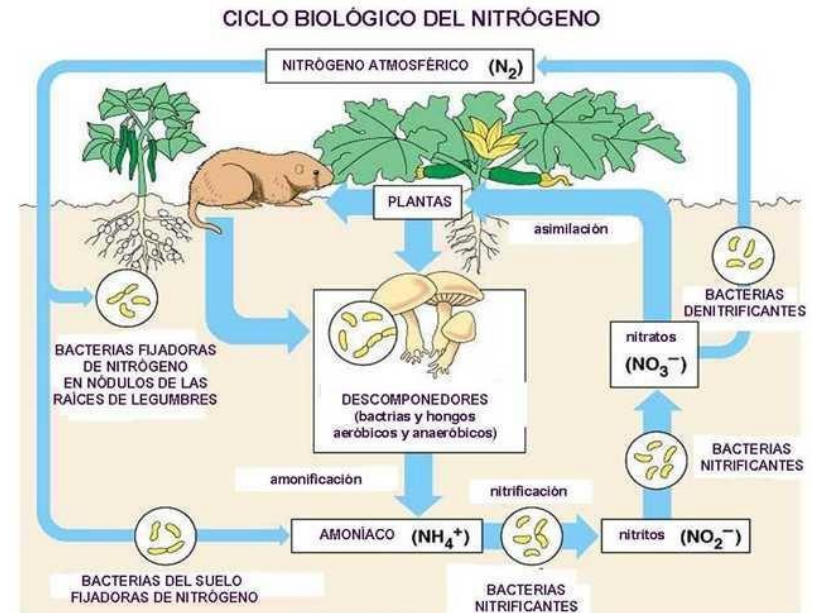 CICLO BIOLÓGICO DEL NITRÓGENO
NITRÓGENO ATMOSFÉRICO (N₂)
PLANTAS
asimilación
BACTERIAS
DENITRIFICANTES
BACTERIAS FIJADORAS
DE NITRÓGENO
EN NÓDULOS DE LAS
RAÍCES DE LEGUMBRES
nitratos
(NO₃⁻)
DESCOMPONEDORES
(bactrias y hongos
aeróbicos y anaeróbicos)
BACTERIAS
NITRIFICANTES
amonificación
nitrificación
AMONÍACO (NH₄⁺)
nitritos (NO₂⁻)
BACTERIAS DEL SUELO
FIJADORAS DE NITRÓGENO
BACTERIAS
NITRIFICANTES